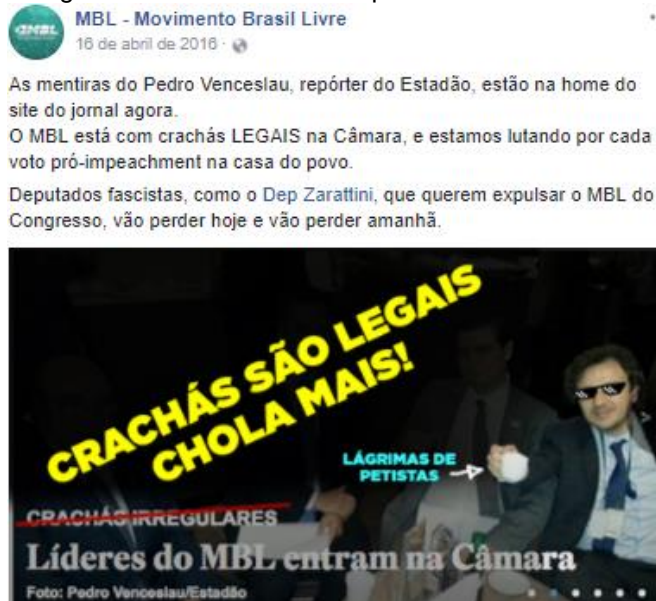 MBL - Movimento Brasil Livre
16 de abril de 2016 ·
As mentiras do Pedro Venceslau, repórter do Estadão, estão na home do
site do jornal agora.
O MBL está com crachás LEGAIS na Câmara, e estamos lutando por cada
voto pró-impeachment na casa do povo.
Deputados fascistas, como o Dep Zarattini, que querem expulsar o MBL do
Congresso, vão perder hoje e vão perder amanhã.
CRACHÁS SÃO LEGAIS
CHOLA MAIS!
LÁGRIMAS DE
PETISTAS
CRACHÁS IRREGULARES
Líderes do MBL entram na Câmara
Foto: Pedro Venceslau/Estadão